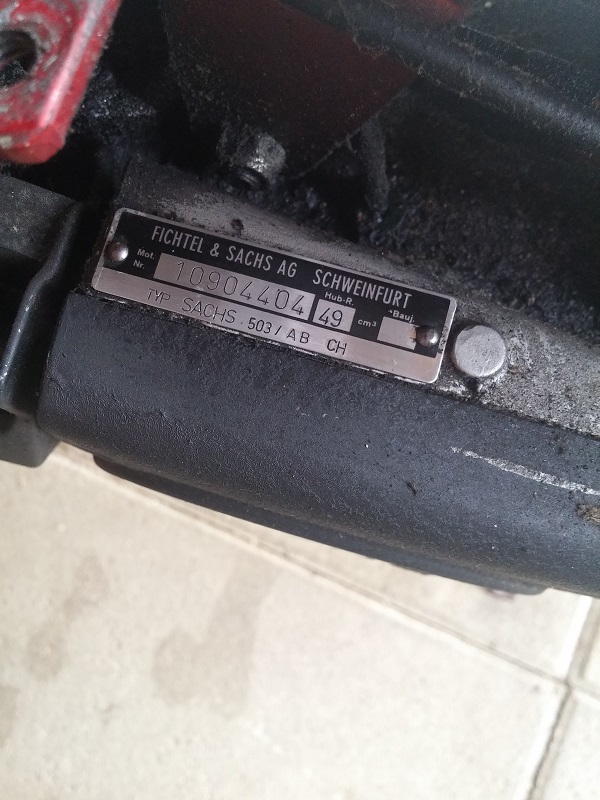 FICHTEL & SACHS AG SCHWEINFURT
Mot. Nr. 10904404 Hub-R. 49 cm³ *Bauj.
TYP SACHS 503/AB CH